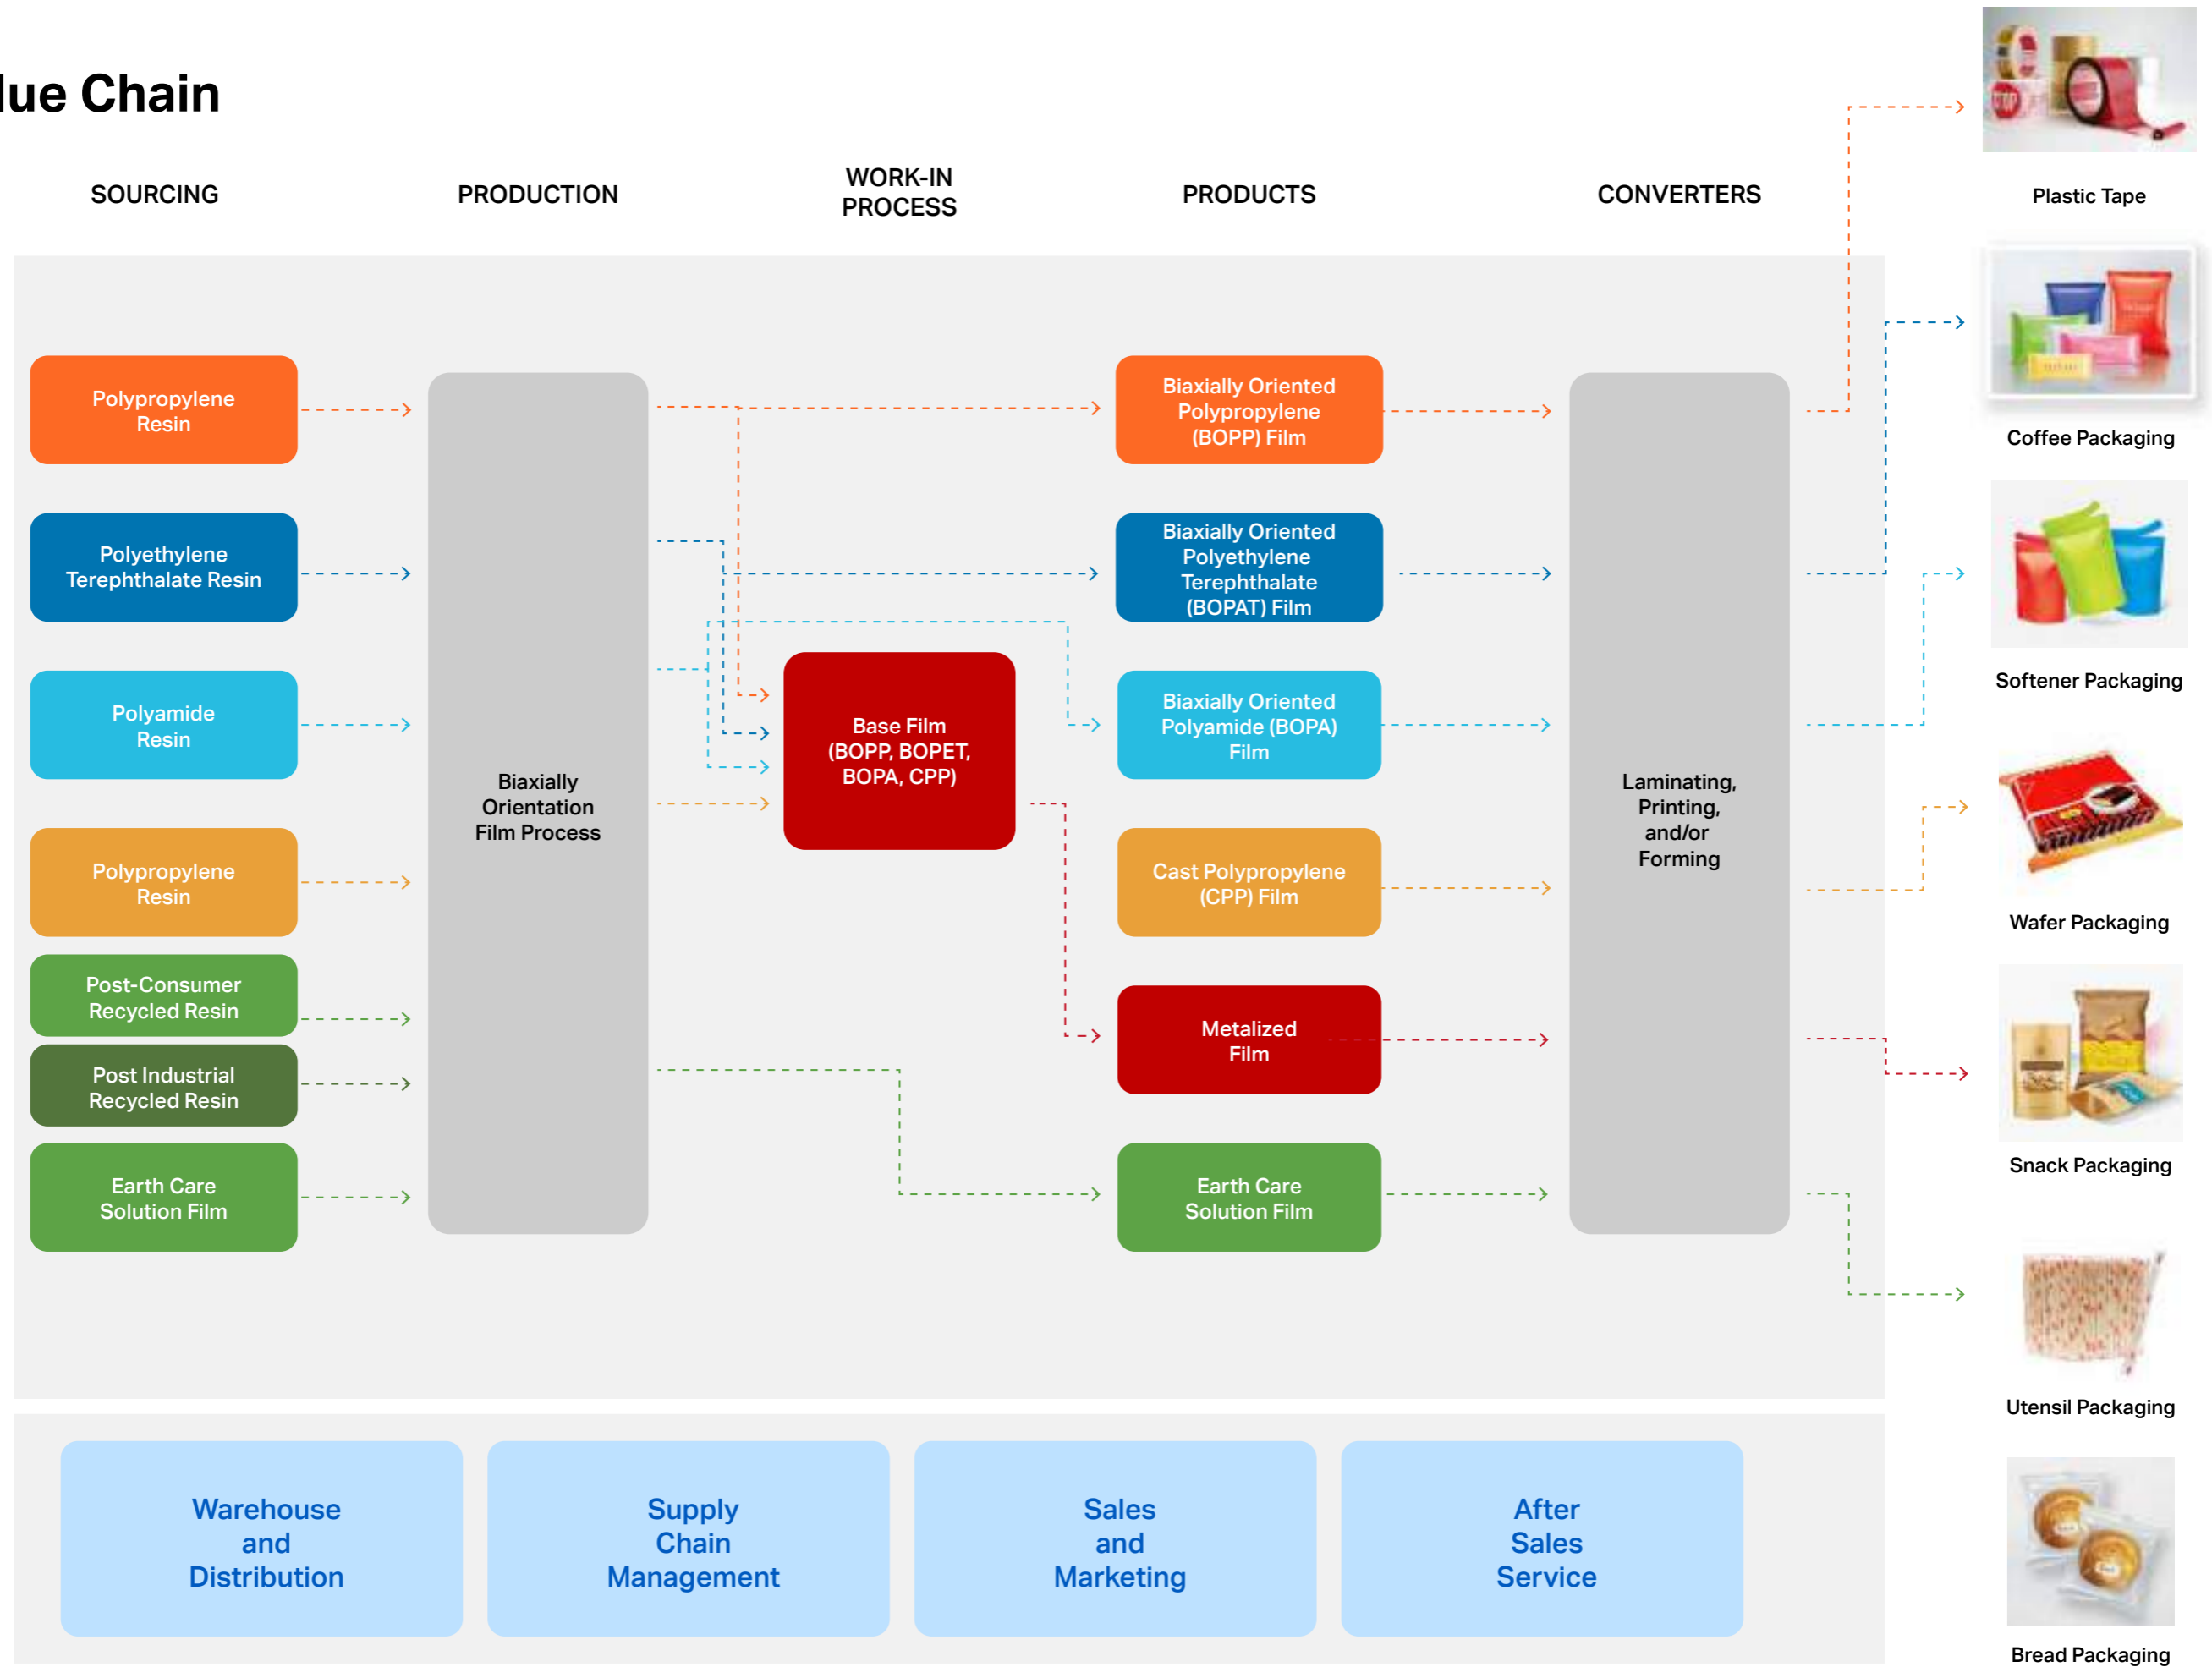 lue Chain
SOURCING
PRODUCTION
WORK-IN
PROCESS
PRODUCTS
CONVERTERS
Polypropylene
Resin
Polyethylene
Terephthalate Resin
Polyamide
Resin
Polypropylene
Resin
Post-Consumer
Recycled Resin
Post Industrial
Recycled Resin
Earth Care
Solution Film
Biaxially
Orientation
Film Process
Base Film
(BOPP, BOPET,
BOPA, CPP)
Biaxially Oriented
Polypropylene
(BOPP) Film
Biaxially Oriented
Polyethylene
Terephthalate
(BOPAT) Film
Biaxially Oriented
Polyamide (BOPA)
Film
Cast Polypropylene
(CPP) Film
Metalized
Film
Earth Care
Solution Film
Laminating,
Printing,
and/or
Forming
Plastic Tape
Coffee Packaging
Softener Packaging
Wafer Packaging
Snack Packaging
Utensil Packaging
Bread Packaging
Warehouse
and
Distribution
Supply
Chain
Management
Sales
and
Marketing
After
Sales
Service